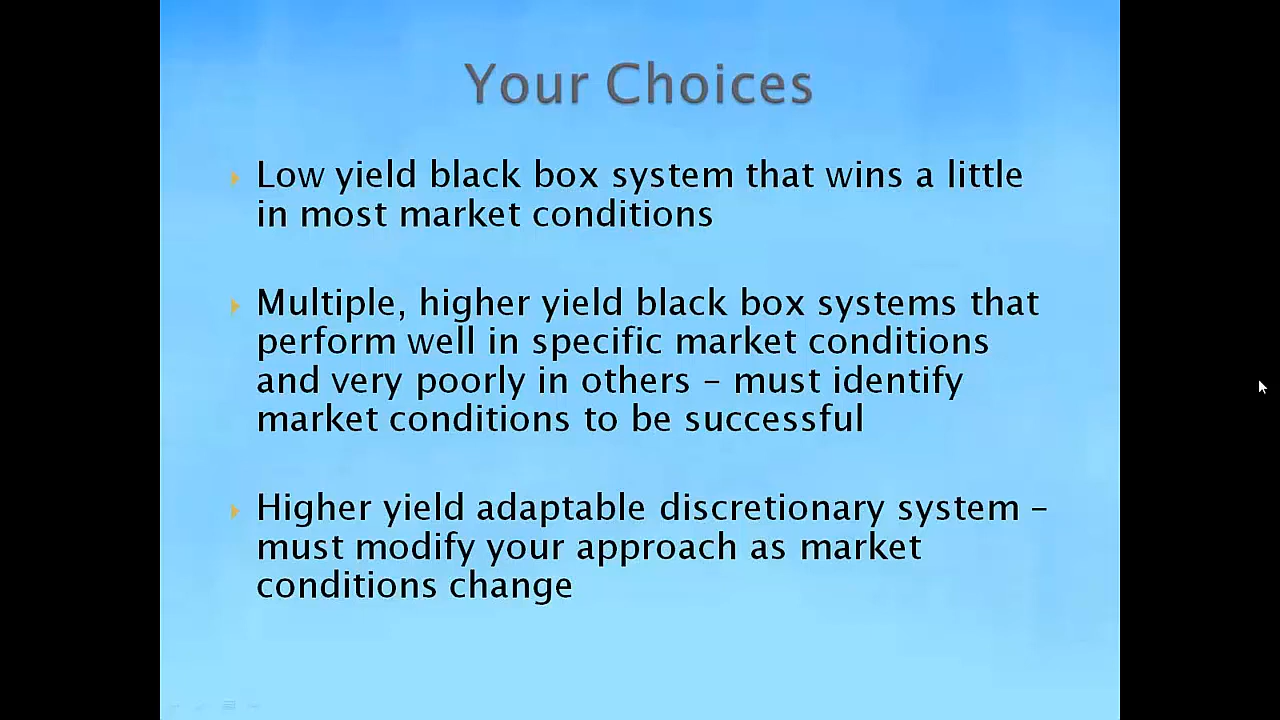 Your Choices
Low yield black box system that wins a little
in most market conditions
Multiple, higher yield black box systems that
perform well in specific market conditions
and very poorly in others – must identify
market conditions to be successful
Higher yield adaptable discretionary system –
must modify your approach as market
conditions change